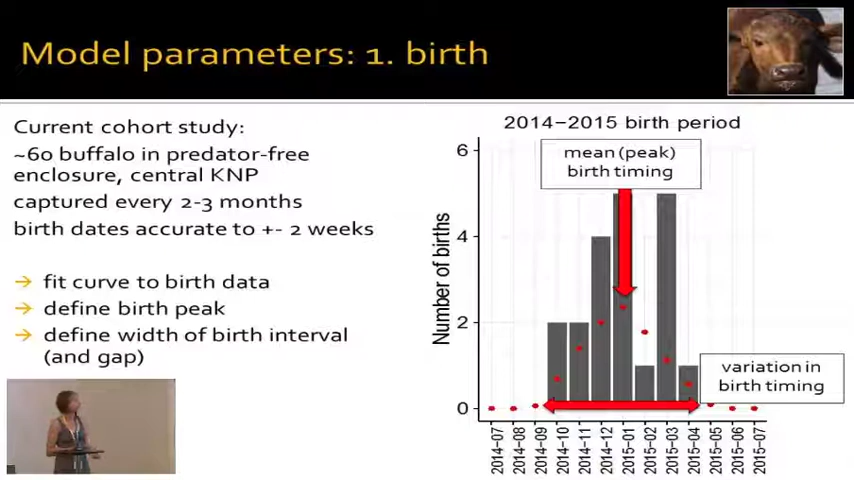 Model parameters: 1. birth
Current cohort study:
~60 buffalo in predator-free
enclosure, central KNP
captured every 2-3 months
birth dates accurate to +- 2 weeks
→ fit curve to birth data
→ define birth peak
→ define width of birth interval
(and gap)
2014-2015 birth period
mean (peak)
birth timing
Number of births
6
4
2
0
variation in
birth timing
2014-07
2014-08
2014-09
2014-10
2014-11
2014-12
2015-01
2015-02
2015-03
2015-04
2015-05
2015-06
2015-07